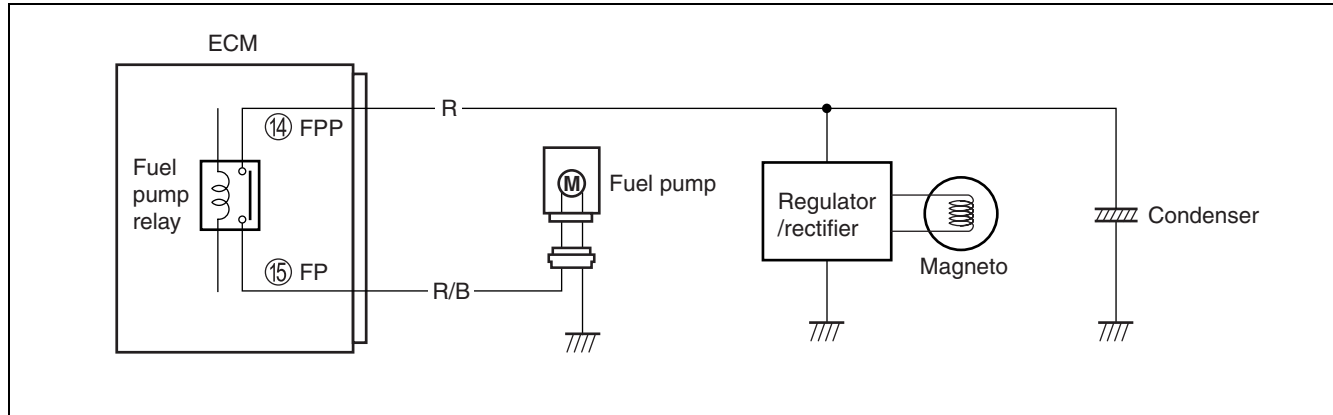 ECM
R
⑭ FPP
Fuel
pump
relay
M
Fuel pump
Regulator
/rectifier
Condenser
Magneto
⑮ FP
R/B